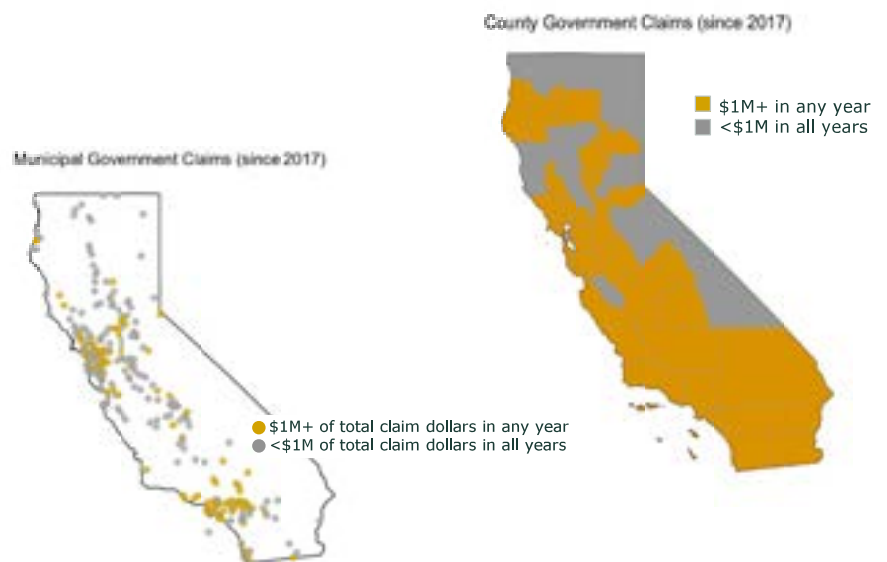 County Government Claims (since 2017)
$1M+ in any year
<$1M in all years
Municipal Government Claims (since 2017)
$1M+ of total claim dollars in any year
<$1M of total claim dollars in all years